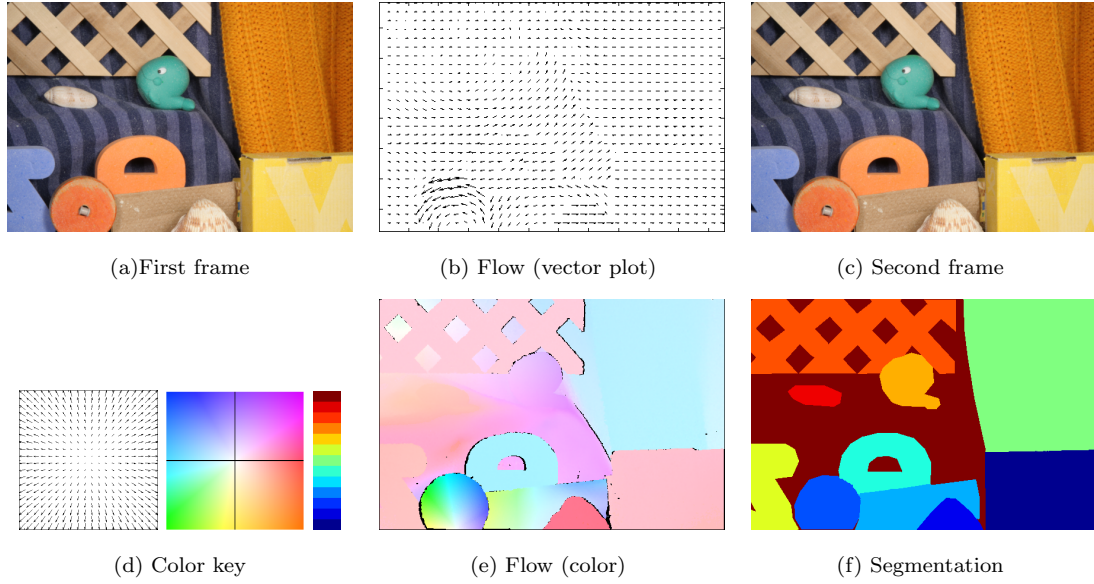 (a)First frame
(b) Flow (vector plot)
(c) Second frame
(d) Color key
(e) Flow (color)
(f) Segmentation